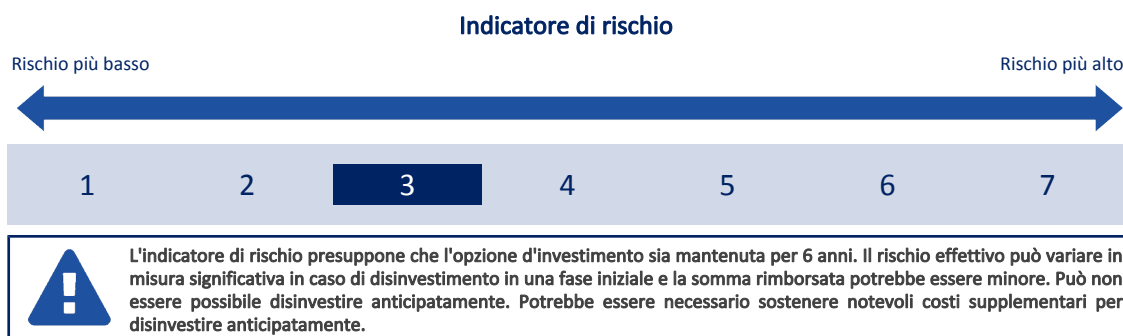 Indicatore di rischio
Rischio più basso
Rischio più alto
1 2 3 4 5 6 7
L'indicatore di rischio presuppone che l'opzione d'investimento sia mantenuta per 6 anni. Il rischio effettivo può variare in
misura significativa in caso di disinvestimento in una fase iniziale e la somma rimborsata potrebbe essere minore. Può non
essere possibile disinvestire anticipatamente. Potrebbe essere necessario sostenere notevoli costi supplementari per
disinvestire anticipatamente.